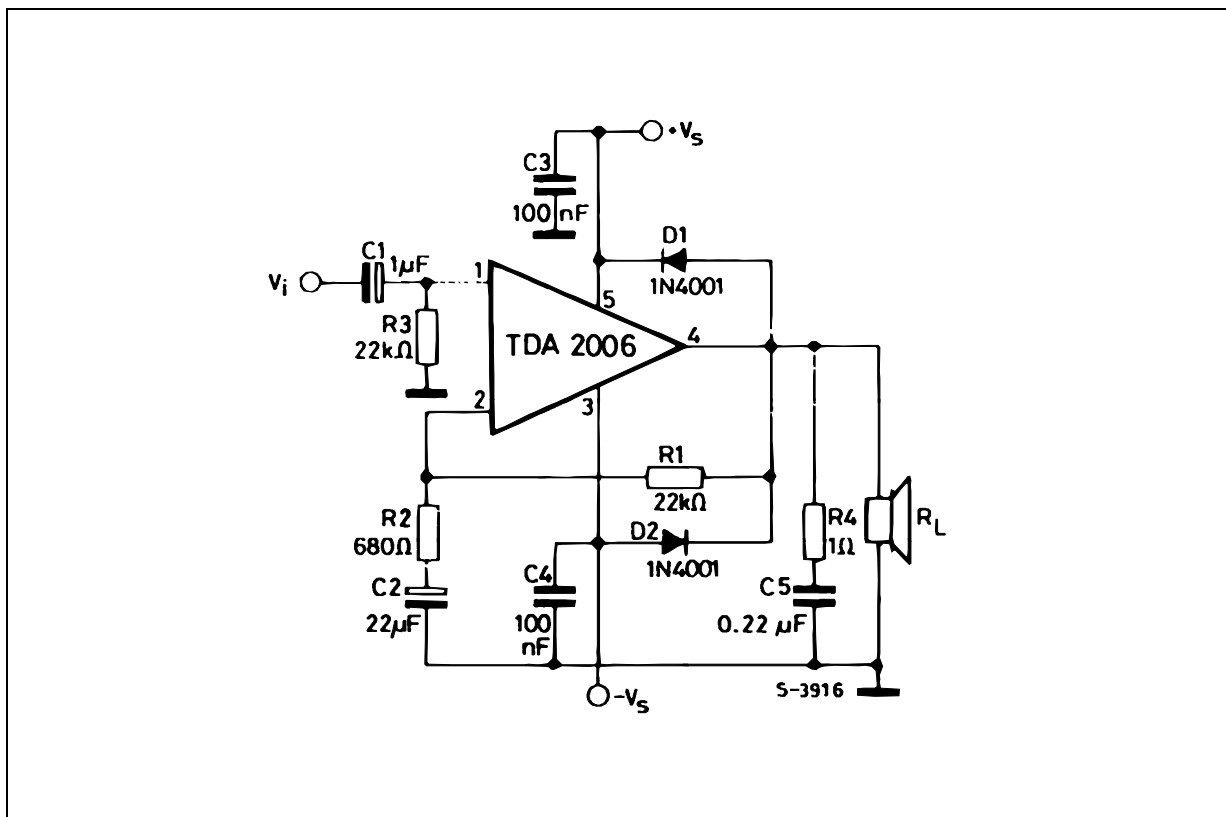 +Vs
C3
100 nF
D1
1N4001
C1
1µF
Vi
1
5
R3
22kΩ
TDA 2006
4
2
3
R1
22kΩ
R2
680Ω
D2
1N4001
R4
1Ω
RL
C2
22µF
C4
100
nF
C5
0.22 µF
S-3916
-Vs